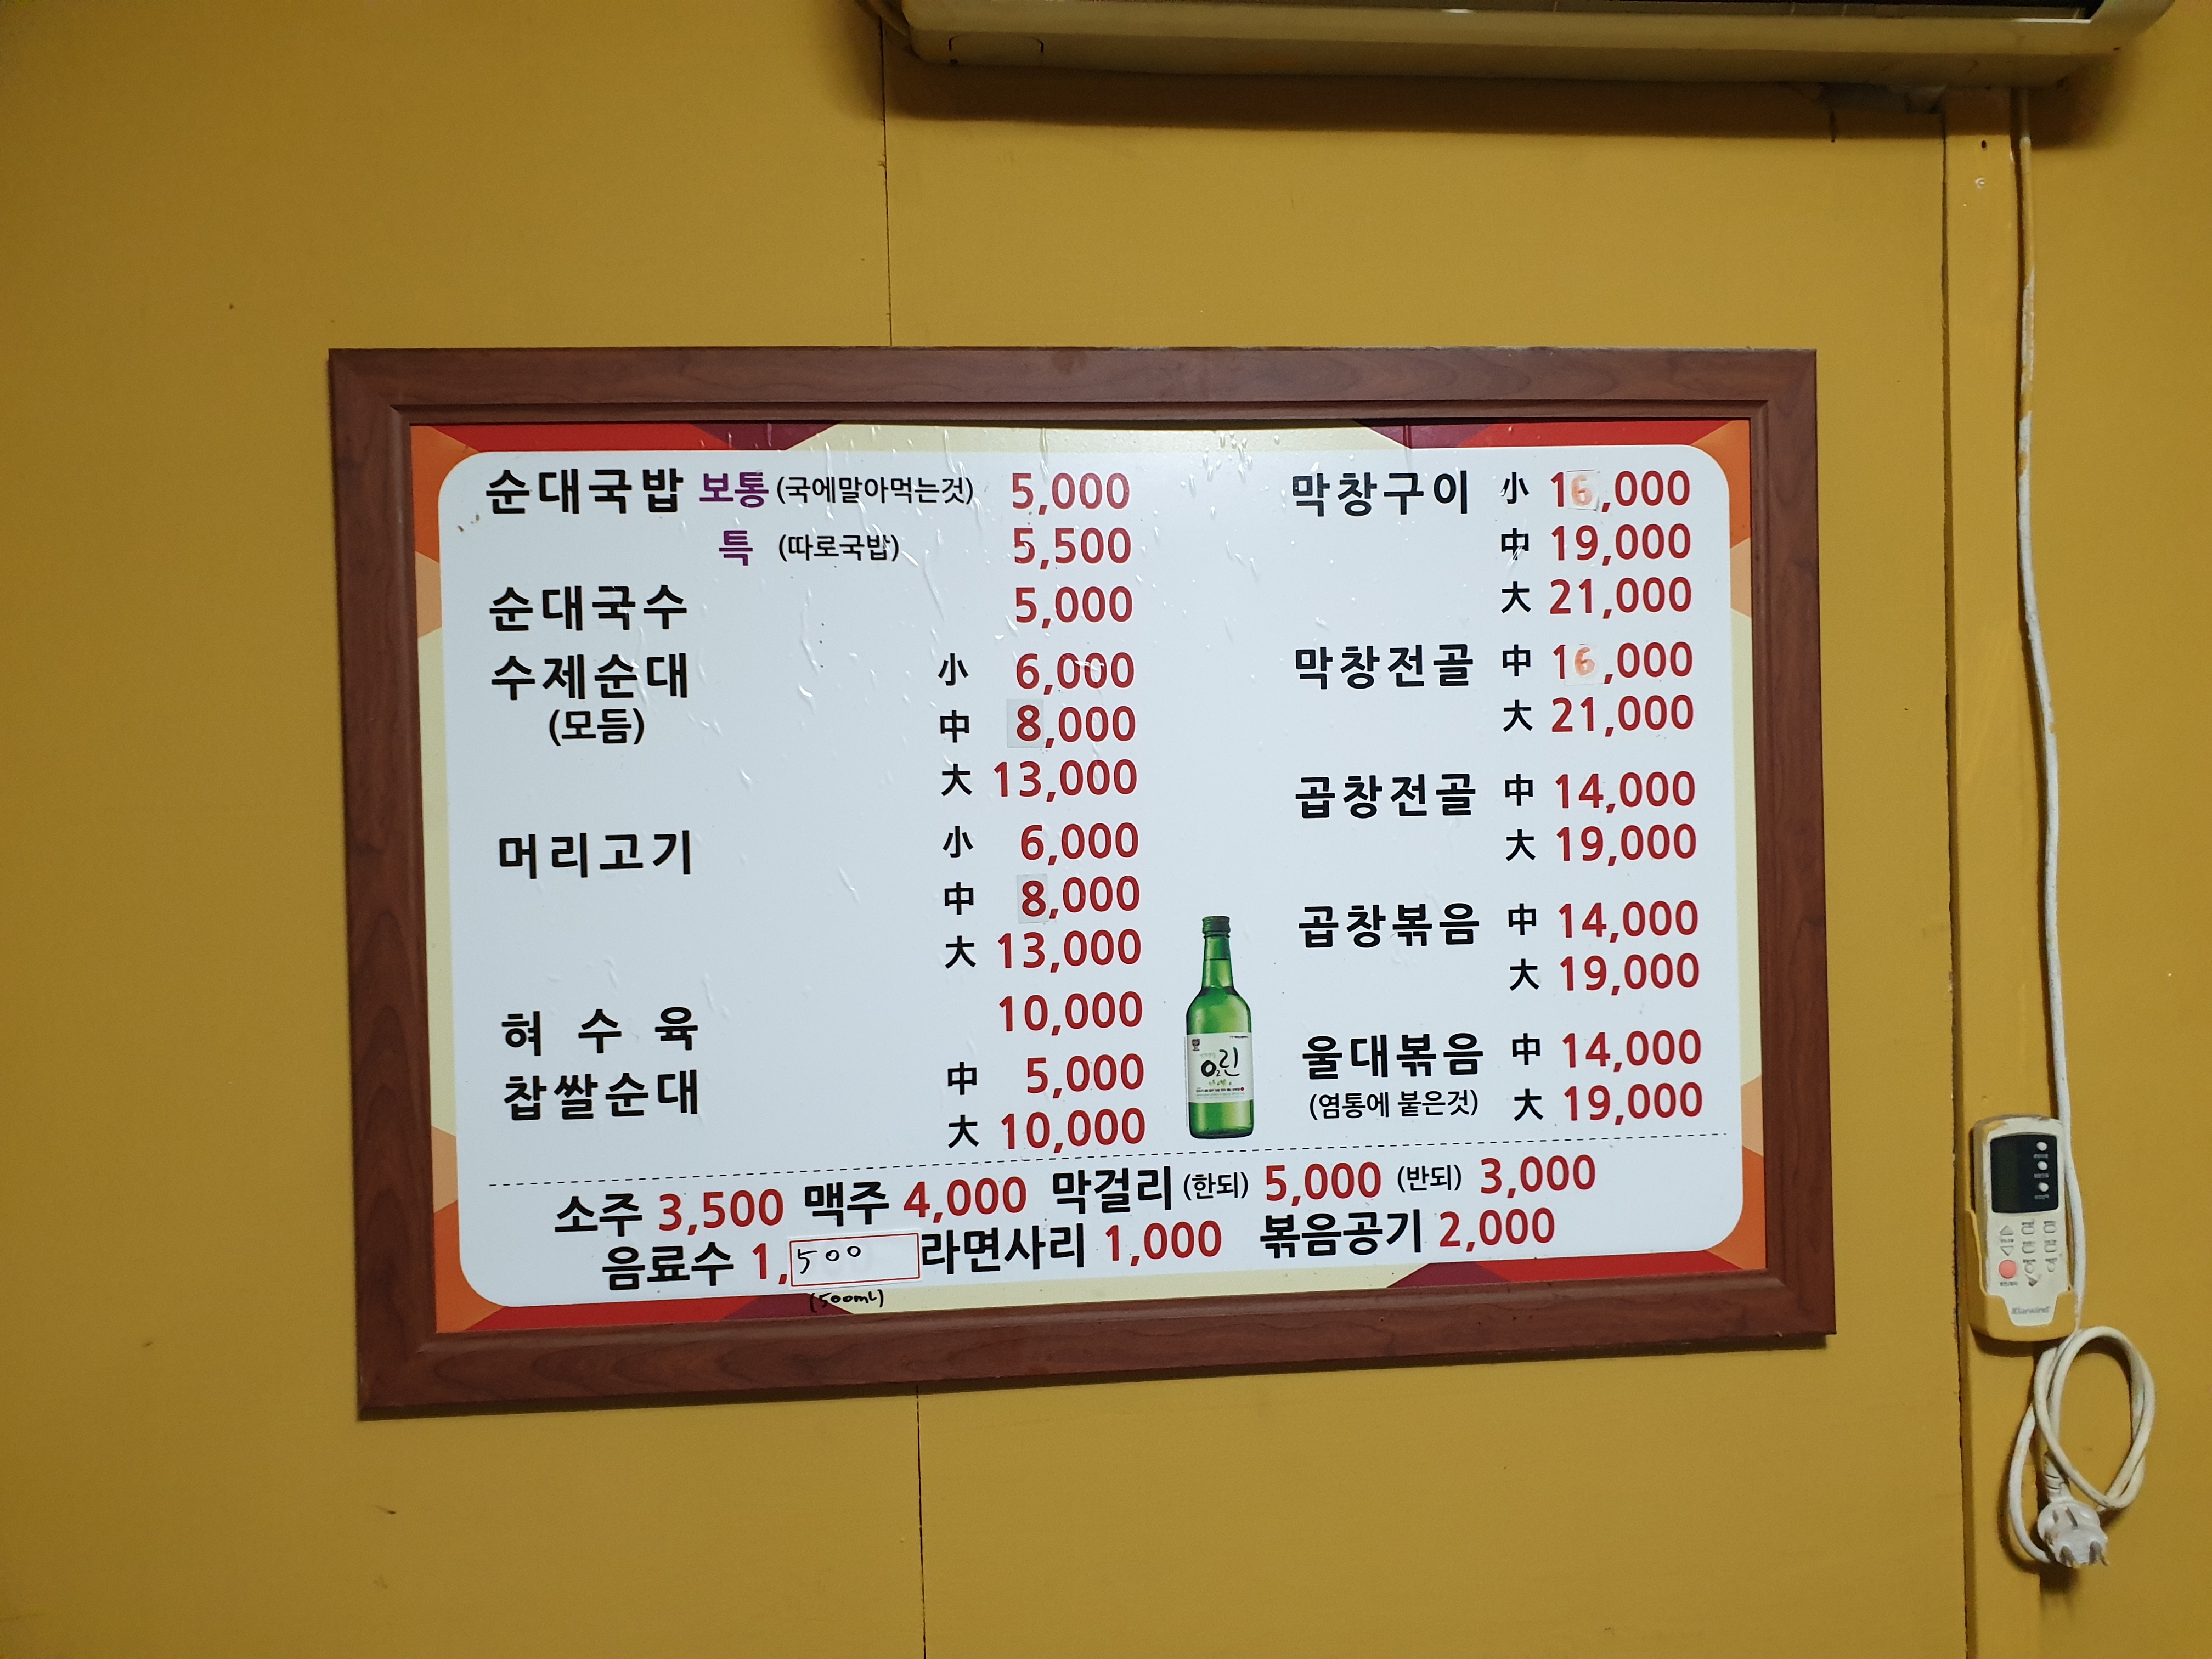 순대국밥 보통 (국에말아먹는것) 5,000
특 (따로국밥) 5,500
순대국수 5,000
수제순대 小 6,000
(모듬) 中 8,000
大 13,000
머리고기 小 6,000
中 8,000
大 13,000
혀 수 육 10,000
찹쌀순대 中 5,000
大 10,000
막창구이 小 16,000
中 19,000
大 21,000
막창전골 中 16,000
大 21,000
곱창전골 中 14,000
大 19,000
곱창볶음 中 14,000
大 19,000
울대볶음 中 14,000
(염통에 붙은것) 大 19,000
소주 3,500 맥주 4,000 막걸리 (한되) 5,000 (반되) 3,000
음료수 1,500 라면사리 1,000 볶음공기 2,000
(500mL)